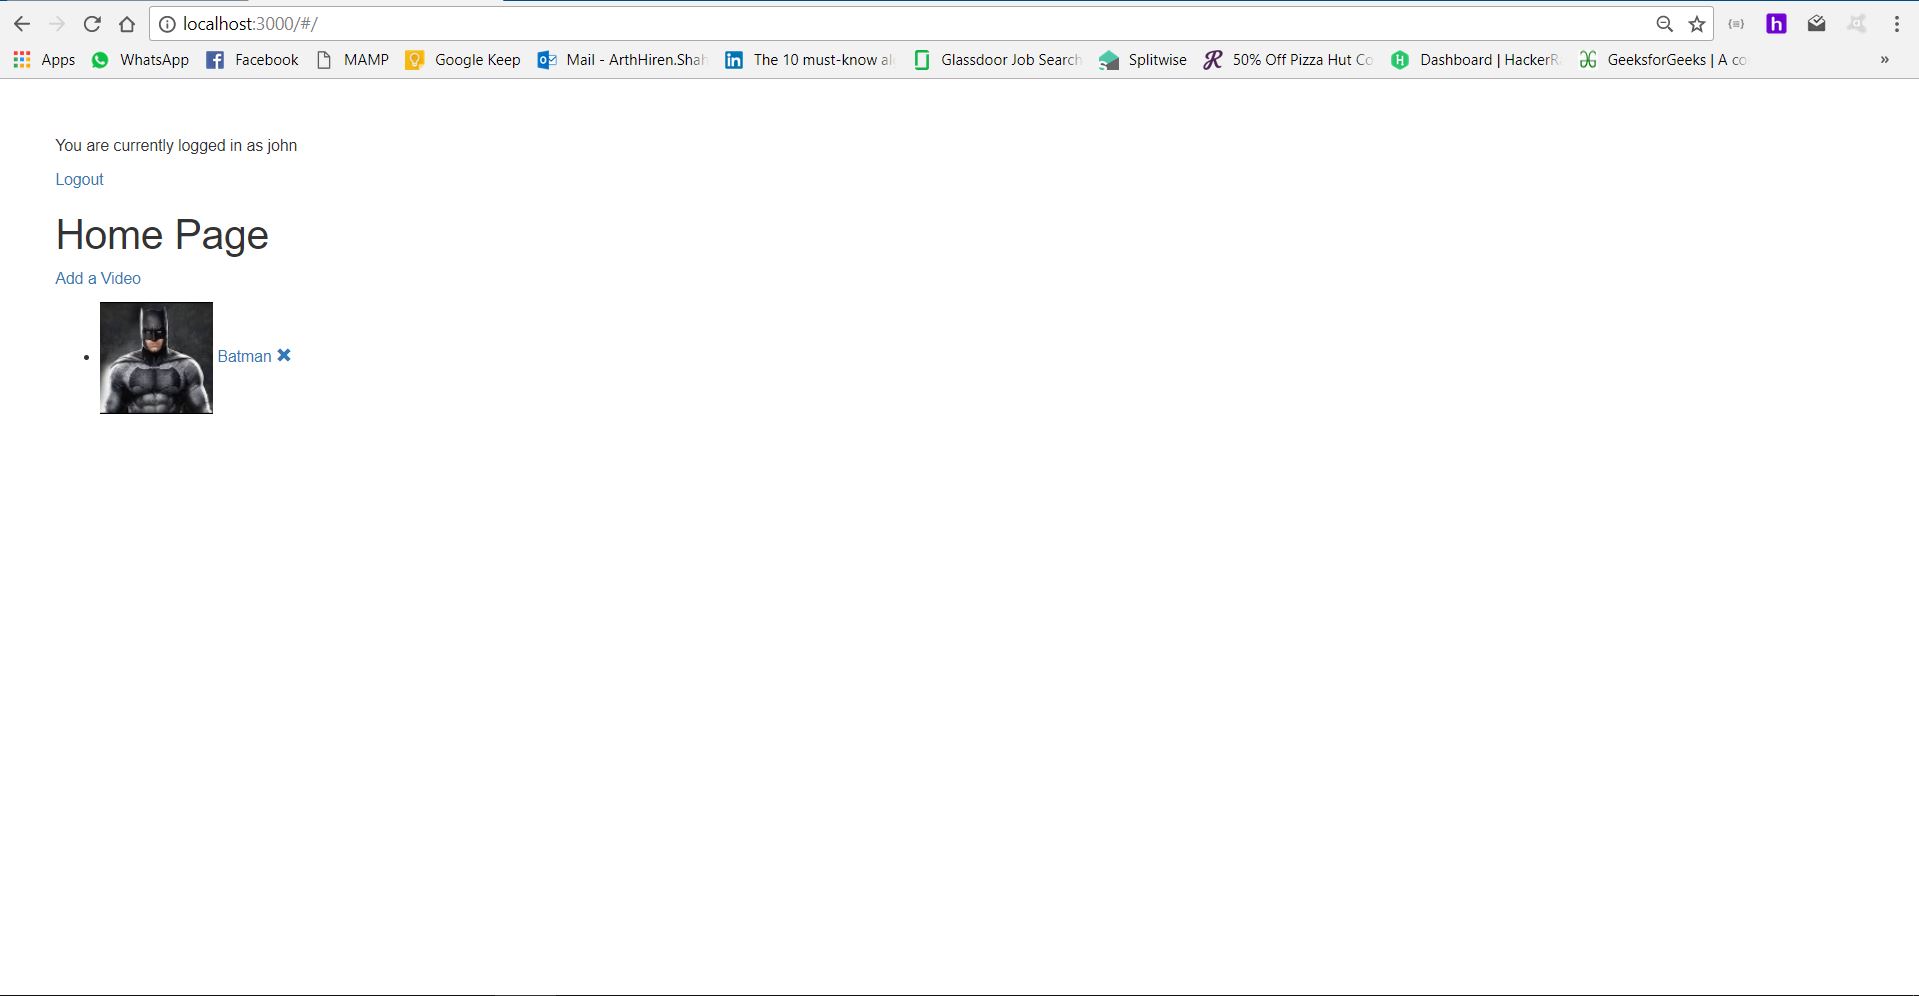 localhost:3000/#/
Apps WhatsApp Facebook MAMP Google Keep Mail - ArthHiren.Shah The 10 must-know al Glassdoor Job Search Splitwise 50% Off Pizza Hut Co Dashboard | HackerR GeeksforGeeks | A co »
You are currently logged in as john
Logout
Home Page
Add a Video
Batman